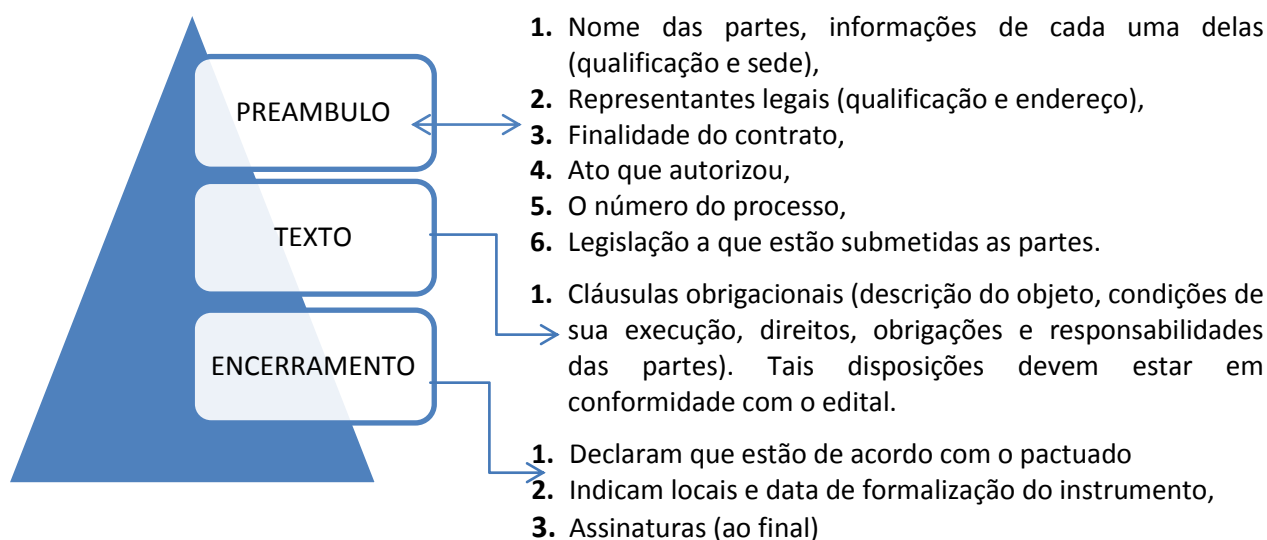 PREAMBULO
1. Nome das partes, informações de cada uma delas
(qualificação e sede),
2. Representantes legais (qualificação e endereço),
3. Finalidade do contrato,
4. Ato que autorizou,
5. O número do processo,
6. Legislação a que estão submetidas as partes.
TEXTO
1. Cláusulas obrigacionais (descrição do objeto, condições de
sua execução, direitos, obrigações e responsabilidades
das partes). Tais disposições devem estar em
conformidade com o edital.
ENCERRAMENTO
1. Declaram que estão de acordo com o pactuado
2. Indicam locais e data de formalização do instrumento,
3. Assinaturas (ao final)